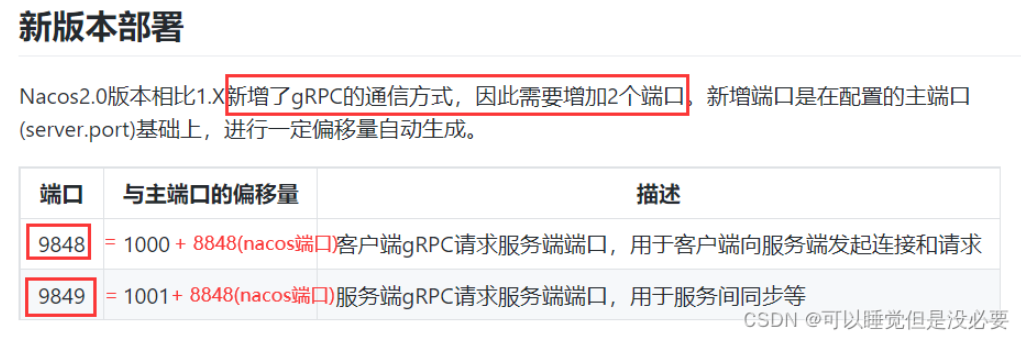 新版本部署
Nacos2.0版本相比1.X新增了gRPC的通信方式，因此需要增加2个端口。新增端口是在配置的主端口
(server.port)基础上，进行一定偏移量自动生成。
端口 与主端口的偏移量 描述
9848 = 1000 + 8848(nacos端口) 客户端gRPC请求服务端端口，用于客户端向服务端发起连接和请求
9849 = 1001 + 8848(nacos端口) 服务端gRPC请求服务端端口，用于服务间同步等
CSDN @可以睡觉但是没必要